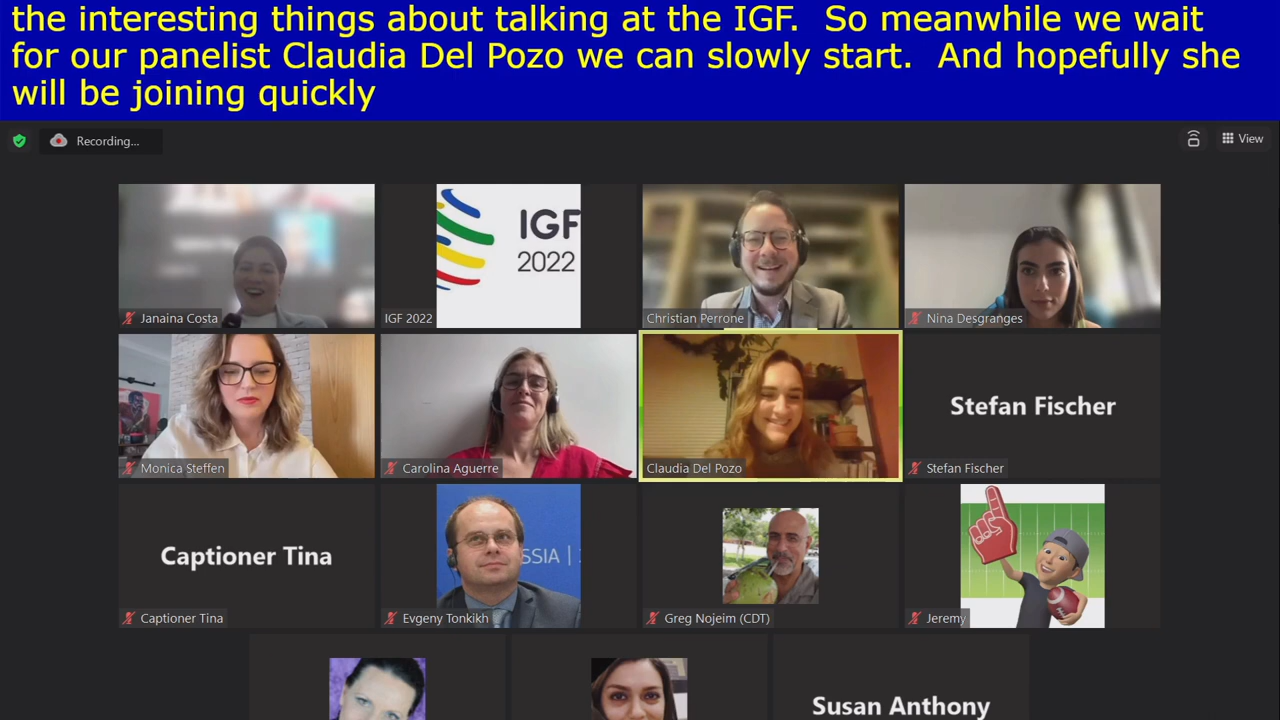 the interesting things about talking at the IGF.  So meanwhile we wait
for our panelist Claudia Del Pozo we can slowly start.  And hopefully she
will be joining quickly
Recording...
View
IGF
2022
Janaina Costa
IGF 2022
Christian Perrone
Nina Desgranges
Stefan Fischer
Monica Steffen
Carolina Aguerre
Claudia Del Pozo
Stefan Fischer
Captioner Tina
SSIA |
Captioner Tina
Evgeny Tonkikh
Greg Nojeim (CDT)
Jeremy
Susan Anthony